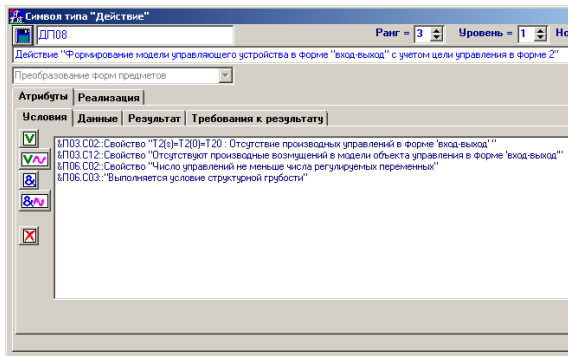 Символ типа "Действие"
ДП08 Ранг = 3 Уровень = 1 Но
Действие "Формирование модели управляющего устройства в форме "вход-выход" с учетом цели управления в форме 2"
Преобразование форм предметов
Атрибуты Реализация
Условия Данные Результат Требования к результату
&П03.С02::Свойство "T2(s)=T2(0)=T20 : Отсутствие производных управлений в форме 'вход-выход' "
&П03.С12::Свойство "Отсутствуют производные возмущений в модели объекта управления в форме 'вход-выход'"
&П06.С02::Свойство "Число управлений не меньше числа регулируемых переменных"
&П06.С03::"Выполняется условие структурной грубости"
V
V
&
&
X